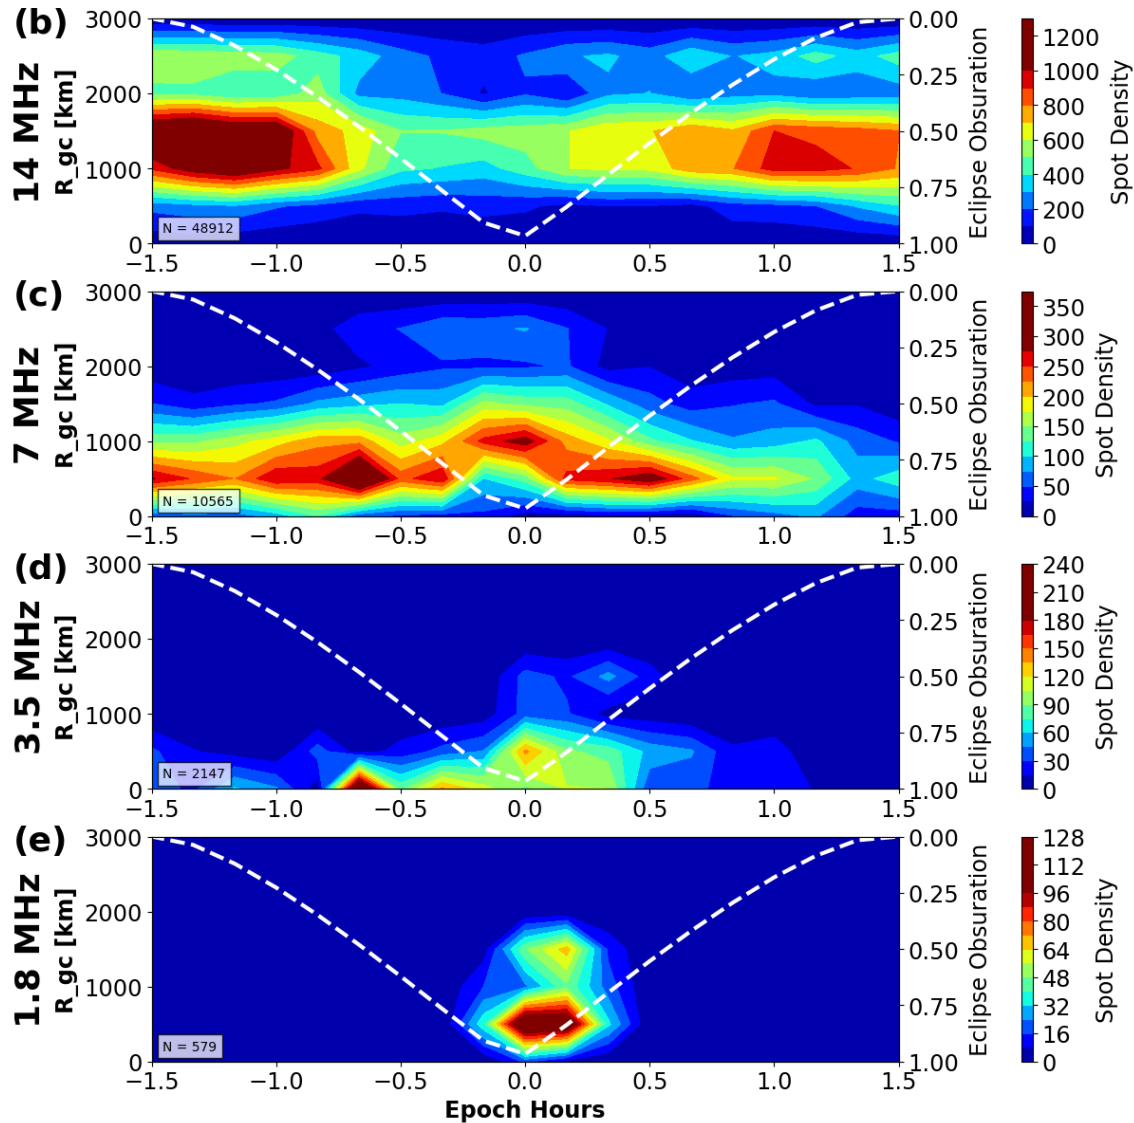 (b)
14 MHz
R_gc [km]
3000
2000
1000
0
N = 48912
−1.5 −1.0 −0.5 0.0 0.5 1.0 1.5
0.00
0.25
0.50
0.75
1.00
Eclipse Obsuration
1200
1000
800
600
400
200
0
Spot Density
(c)
7 MHz
R_gc [km]
3000
2000
1000
0
N = 10565
−1.5 −1.0 −0.5 0.0 0.5 1.0 1.5
0.00
0.25
0.50
0.75
1.00
Eclipse Obsuration
350
300
250
200
150
100
50
0
Spot Density
(d)
3.5 MHz
R_gc [km]
3000
2000
1000
0
N = 2147
−1.5 −1.0 −0.5 0.0 0.5 1.0 1.5
0.00
0.25
0.50
0.75
1.00
Eclipse Obsuration
240
210
180
150
120
90
60
30
0
Spot Density
(e)
1.8 MHz
R_gc [km]
3000
2000
1000
0
N = 579
−1.5 −1.0 −0.5 0.0 0.5 1.0 1.5
Epoch Hours
0.00
0.25
0.50
0.75
1.00
Eclipse Obsuration
128
112
96
80
64
48
32
16
0
Spot Density